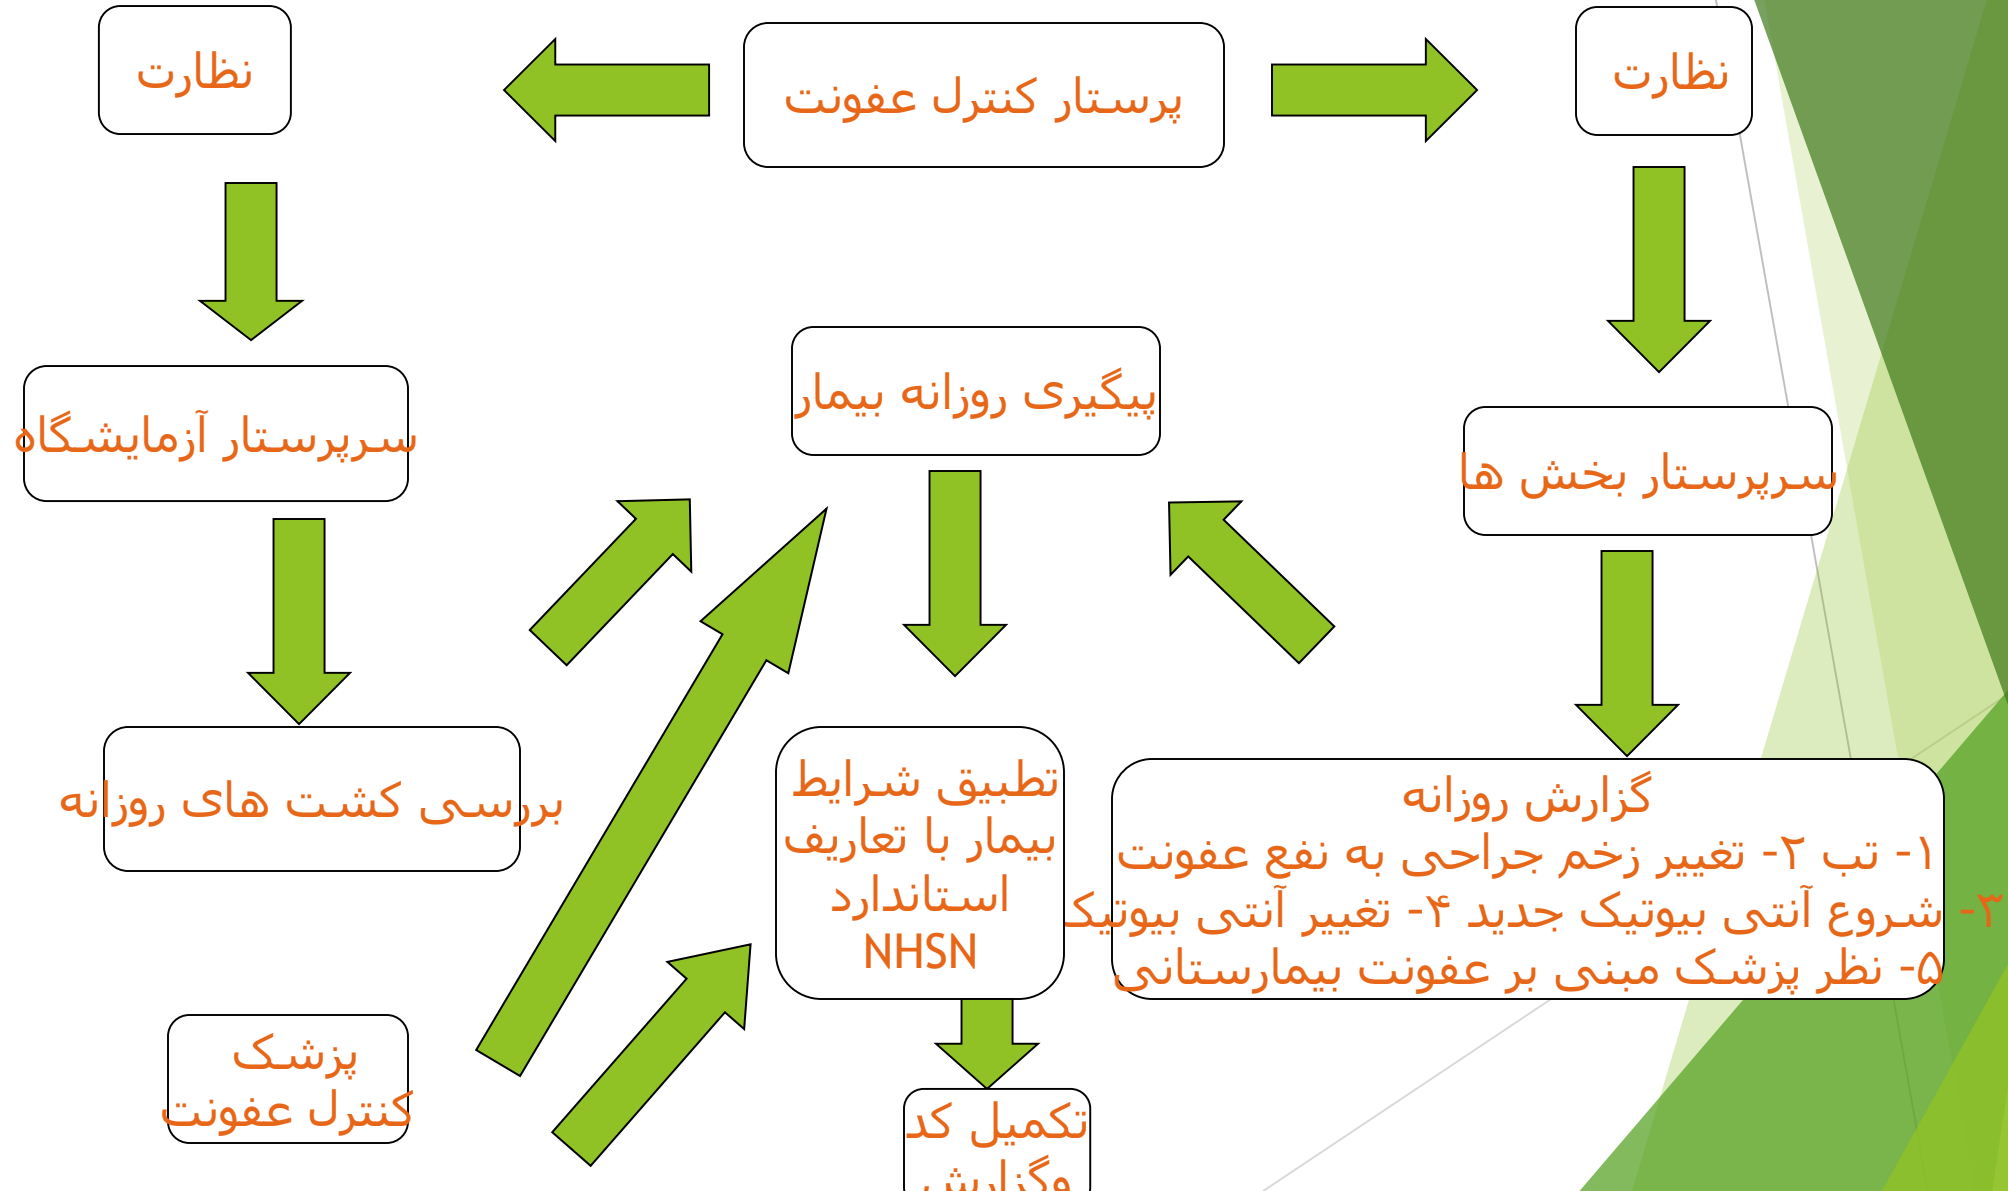 نظارت
پرستار کنترل عفونت
نظارت
سرپرستار بخش ها
پیگیری روزانه بیمار
سرپرستار آزمایشگاه
گزارش روزانه
۱- تب ۲- تغییر زخم جراحی به نفع عفونت
۳- شروع آنتی بیوتیک جدید ۴- تغییر آنتی بیوتیک
۵- نظر پزشک مبنی بر عفونت بیمارستانی
تطبیق شرایط
بیمار با تعاریف
استاندارد
NHSN
بررسی کشت های روزانه
پزشک
کنترل عفونت
تکمیل کد
وگزارش